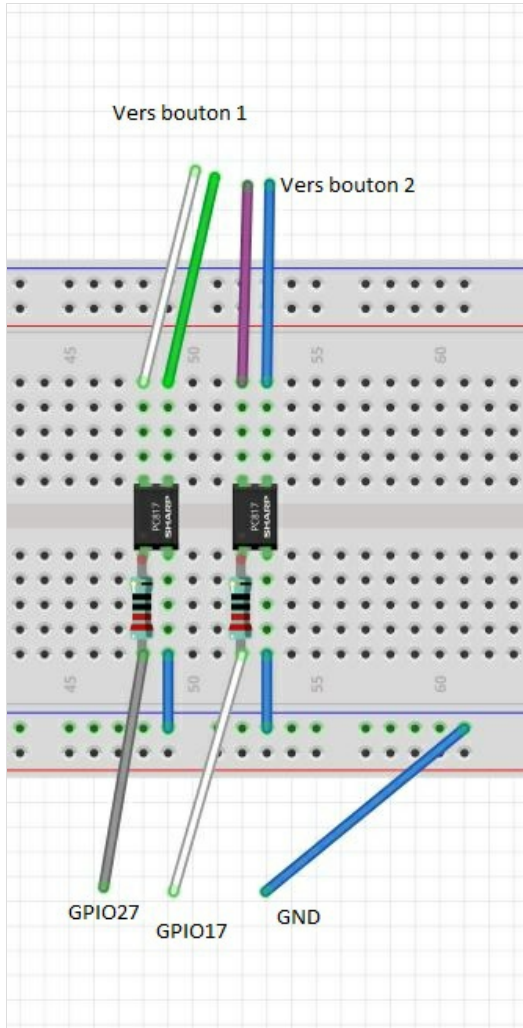 Vers bouton 1
Vers bouton 2
45 50 55 60
PC817 SHARP PC817 SHARP
45 50 55 60
GPIO27
GPIO17
GND